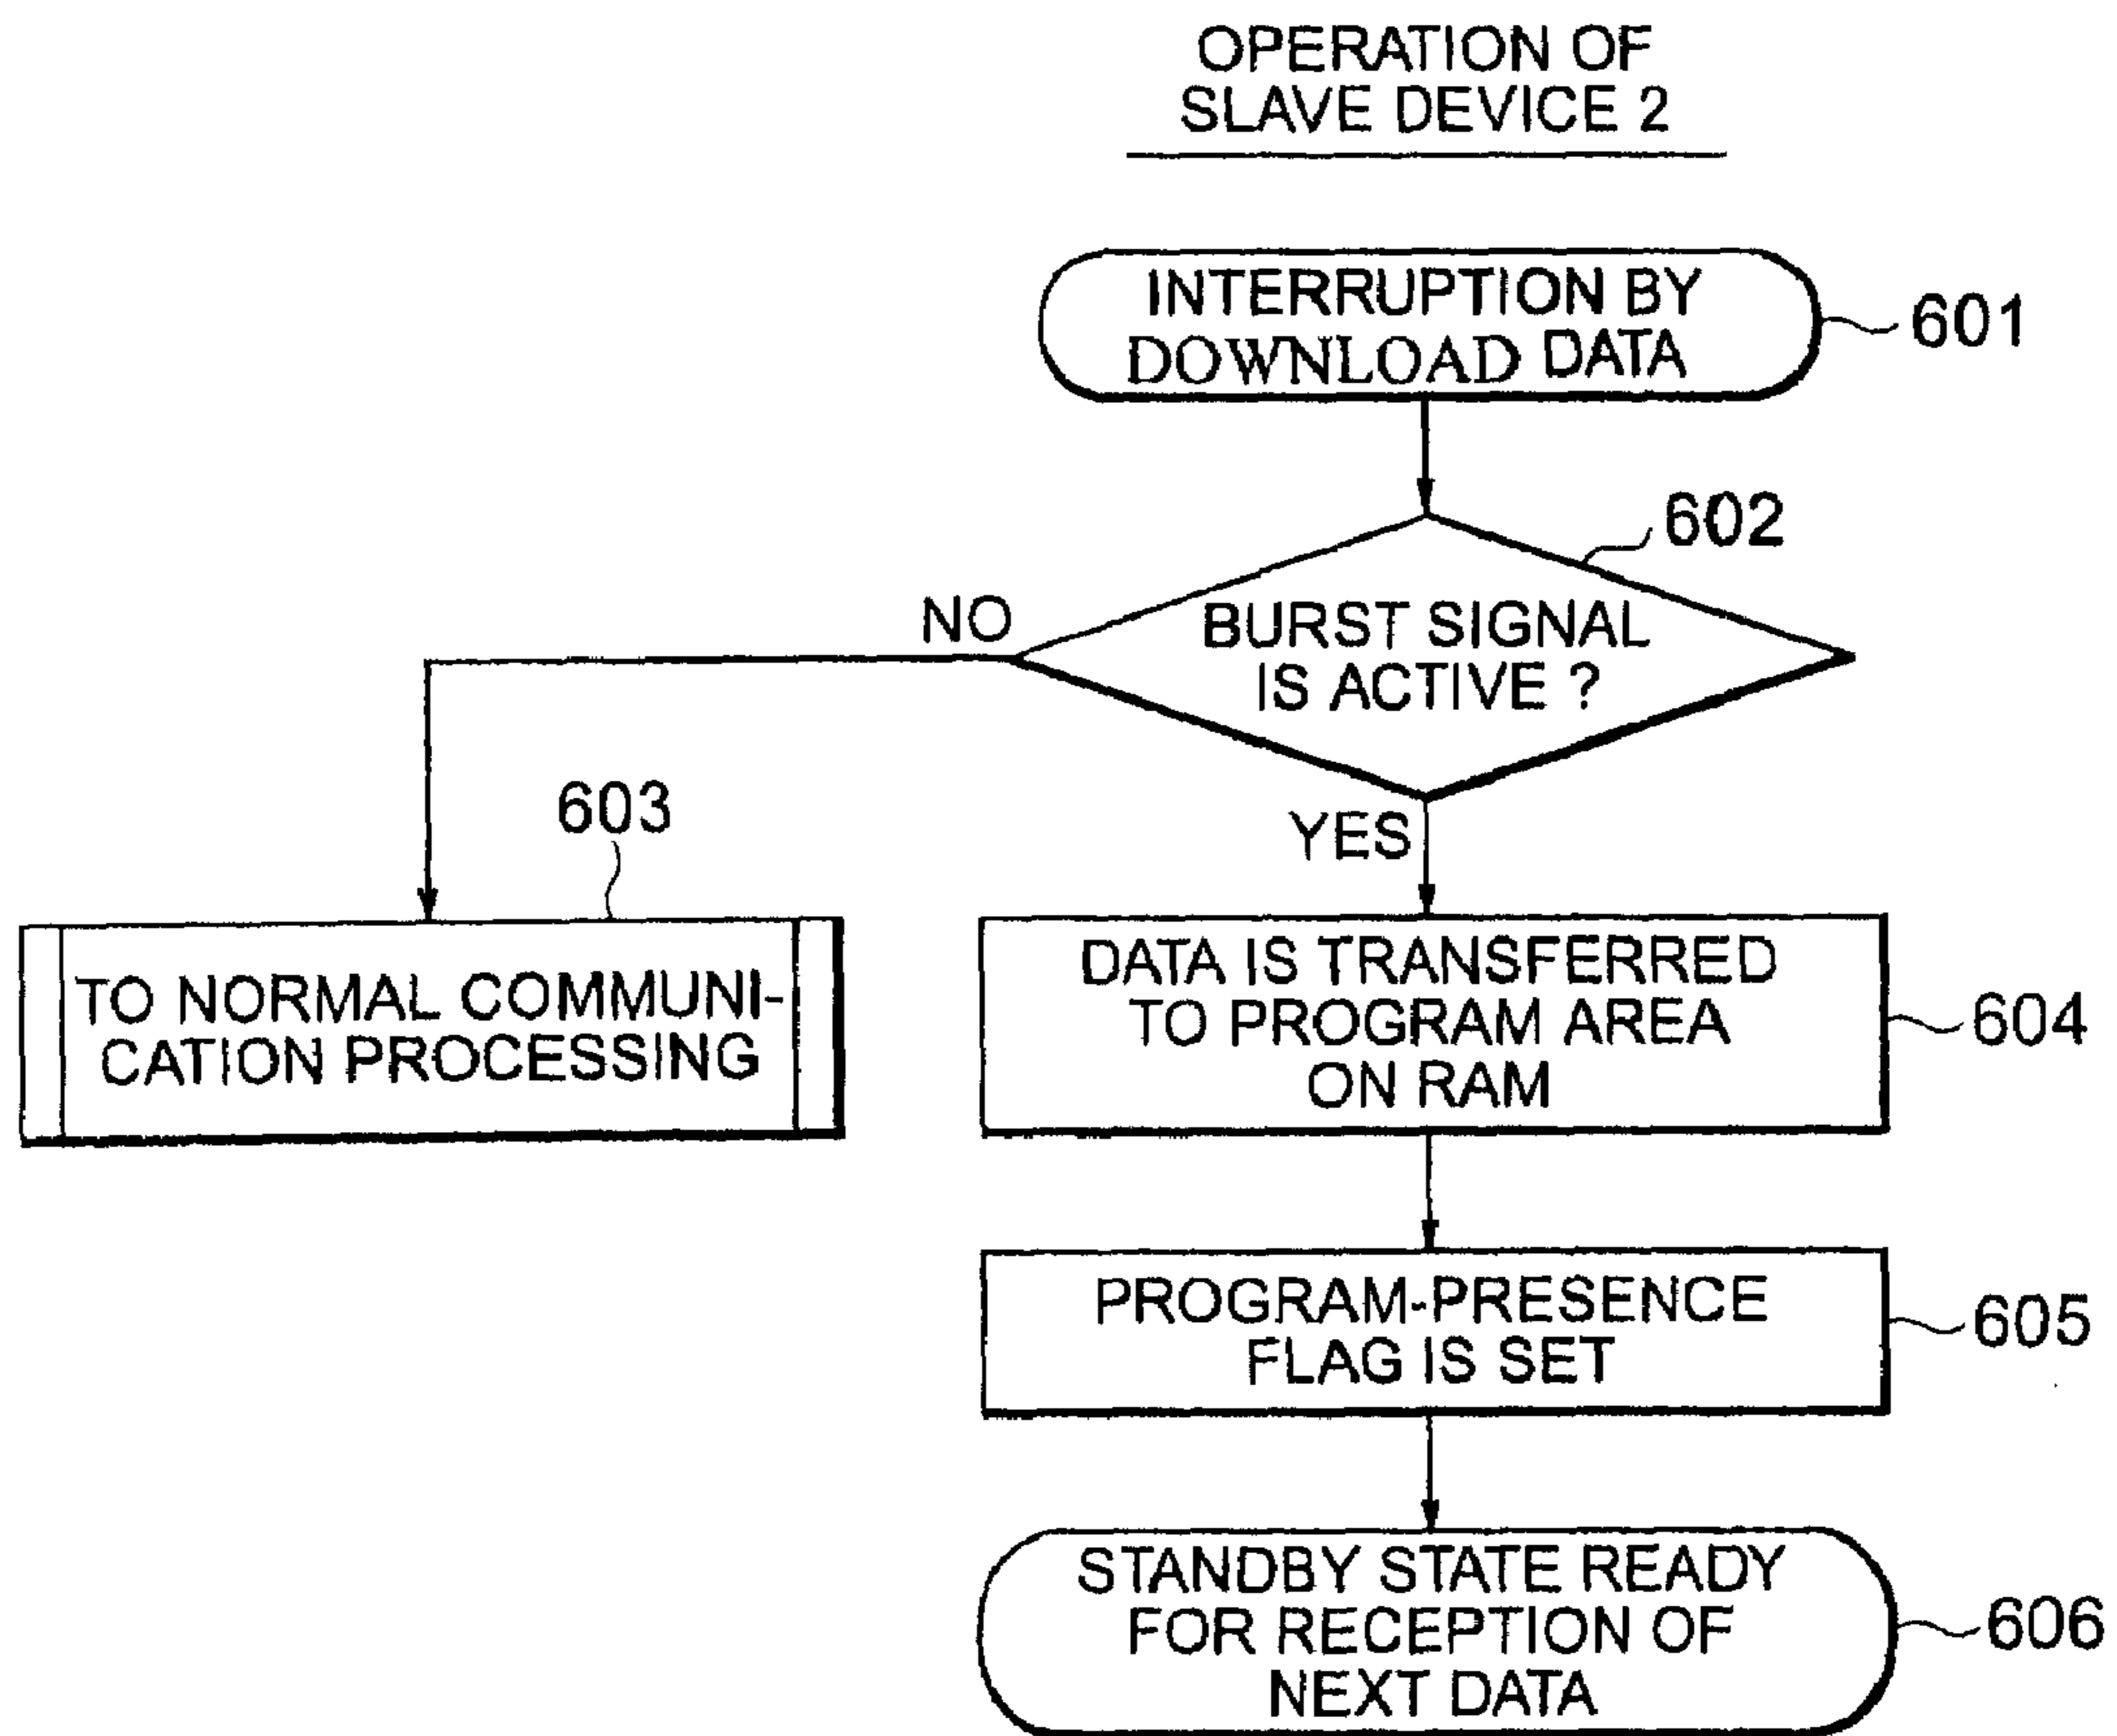 OPERATION OF
SLAVE DEVICE 2
INTERRUPTION BY
DOWNLOAD DATA
601
602
NO
BURST SIGNAL
IS ACTIVE ?
YES
603
TO NORMAL COMMUNI-
CATION PROCESSING
DATA IS TRANSFERRED
TO PROGRAM AREA
ON RAM
604
PROGRAM-PRESENCE
FLAG IS SET
605
STANDBY STATE READY
FOR RECEPTION OF
NEXT DATA
606